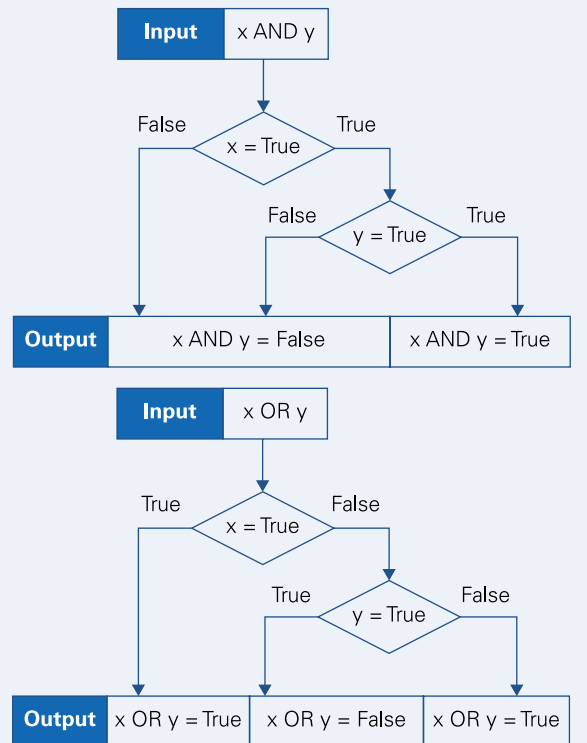 Input x AND y
False True
x = True
False True
y = True
Output x AND y = False x AND y = True
Input x OR y
True False
x = True
True False
y = True
Output x OR y = True x OR y = False x OR y = True